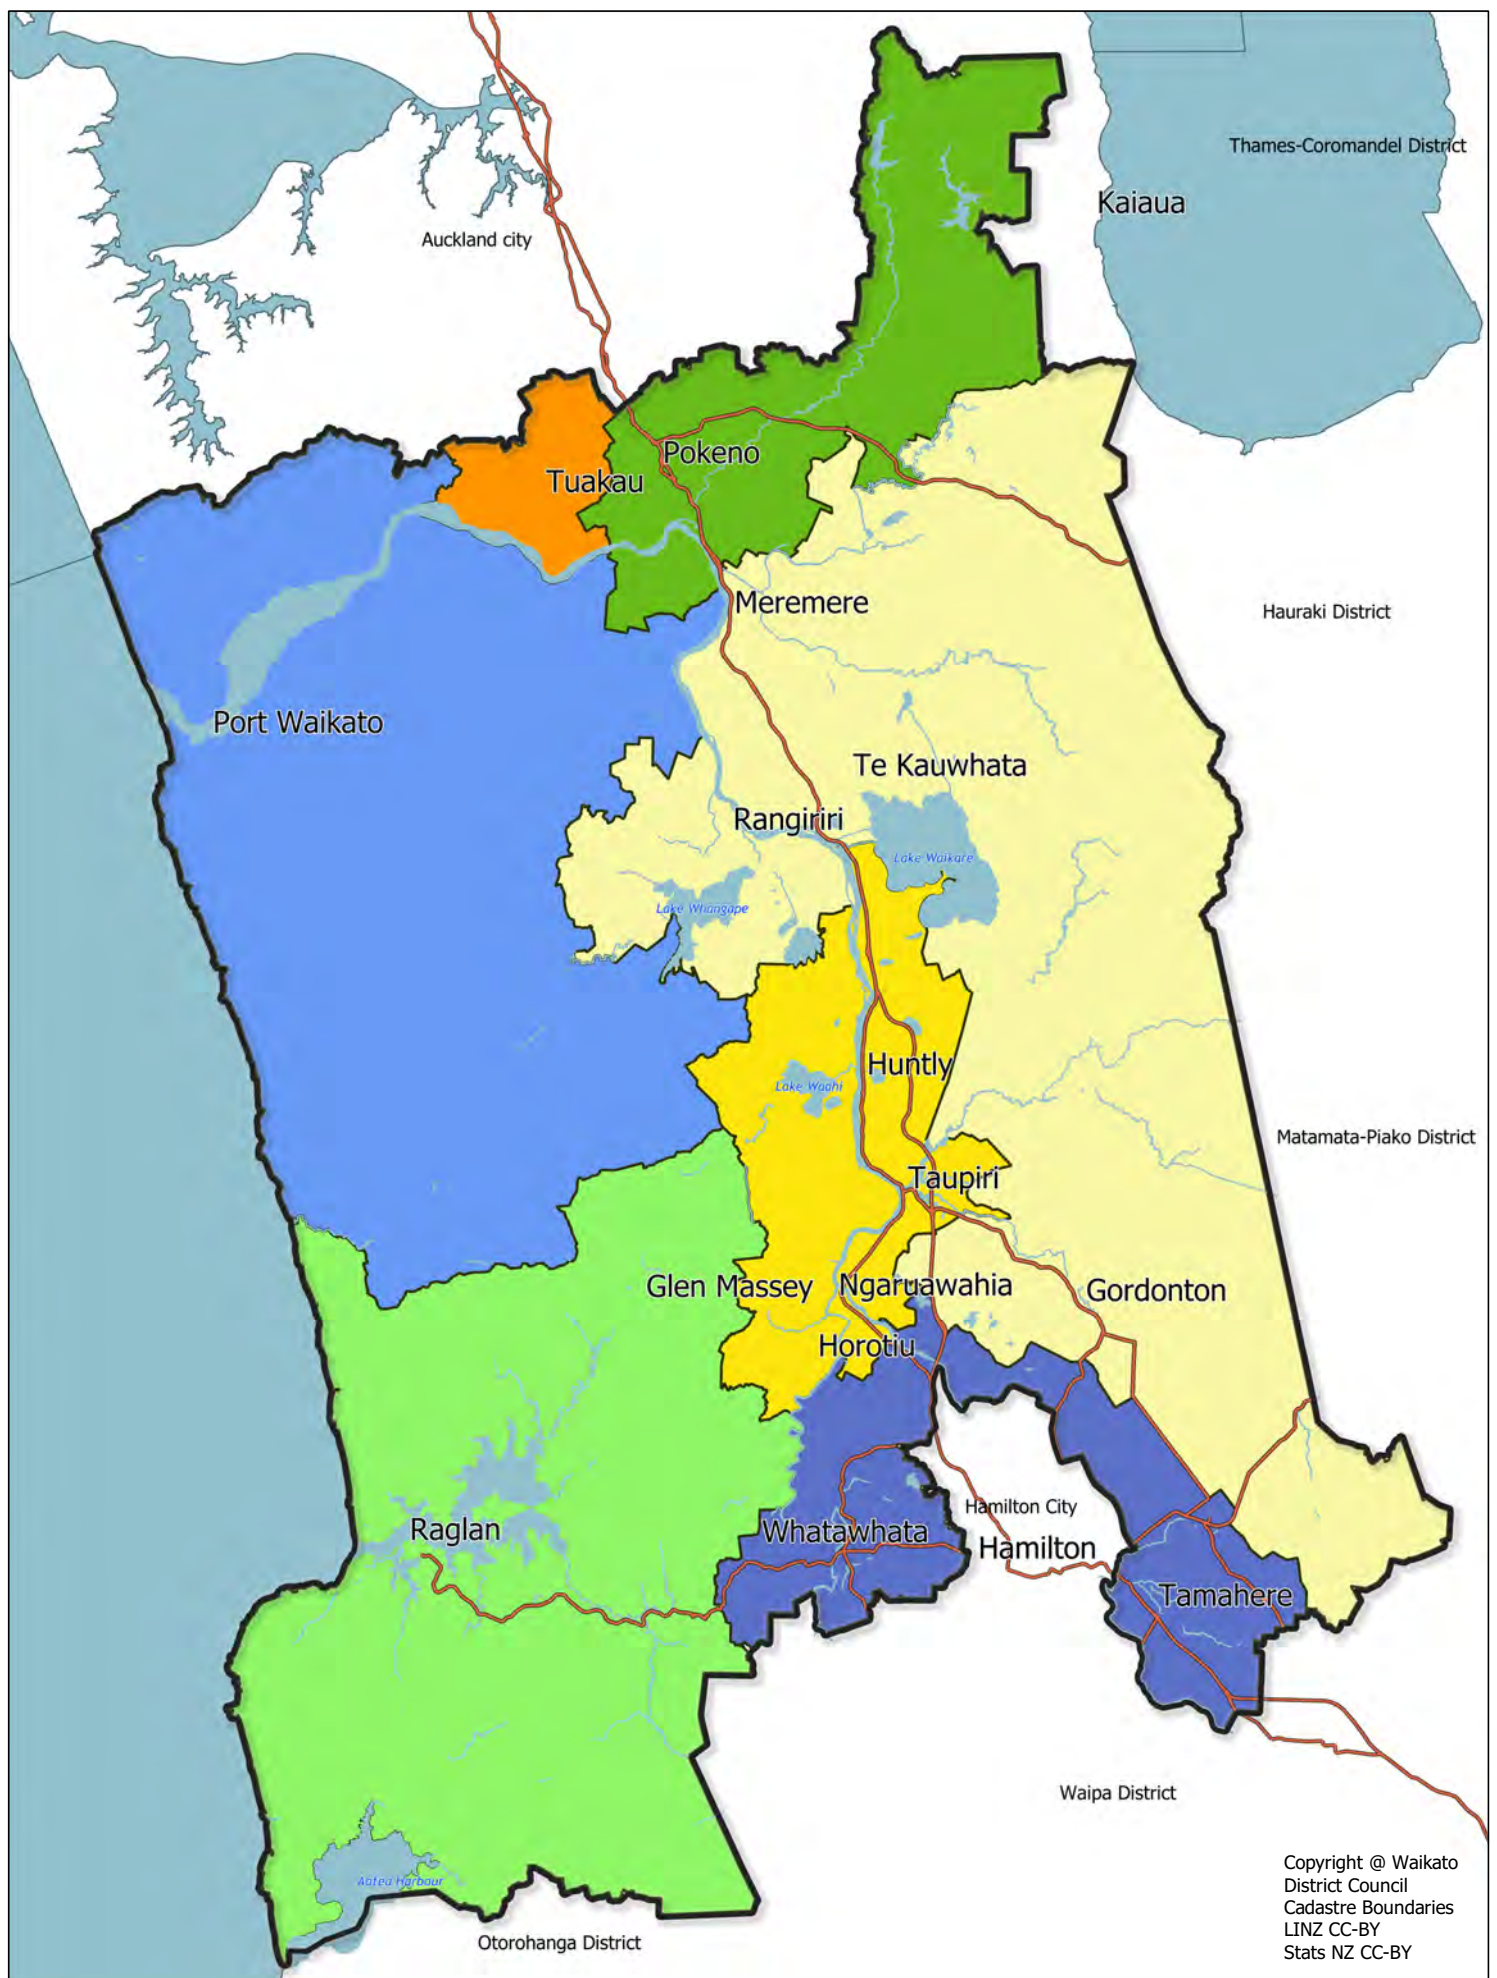 Thames-Coromandel District
Kaiaua
Auckland city
Pokeno
Tuakau
Meremere
Hauraki District
Port Waikato
Te Kauwhata
Rangiriri
Lake Waikare
Lake Whangape
Huntly
Lake Waahi
Matamata-Piako District
Taupiri
Glen Massey
Ngaruawahia
Gordonton
Horotiu
Hamilton City
Raglan
Whatawhata
Hamilton
Tamahere
Waipa District
Aotea Harbour
Otorohanga District
Copyright @ Waikato
District Council
Cadastre Boundaries
LINZ CC-BY
Stats NZ CC-BY